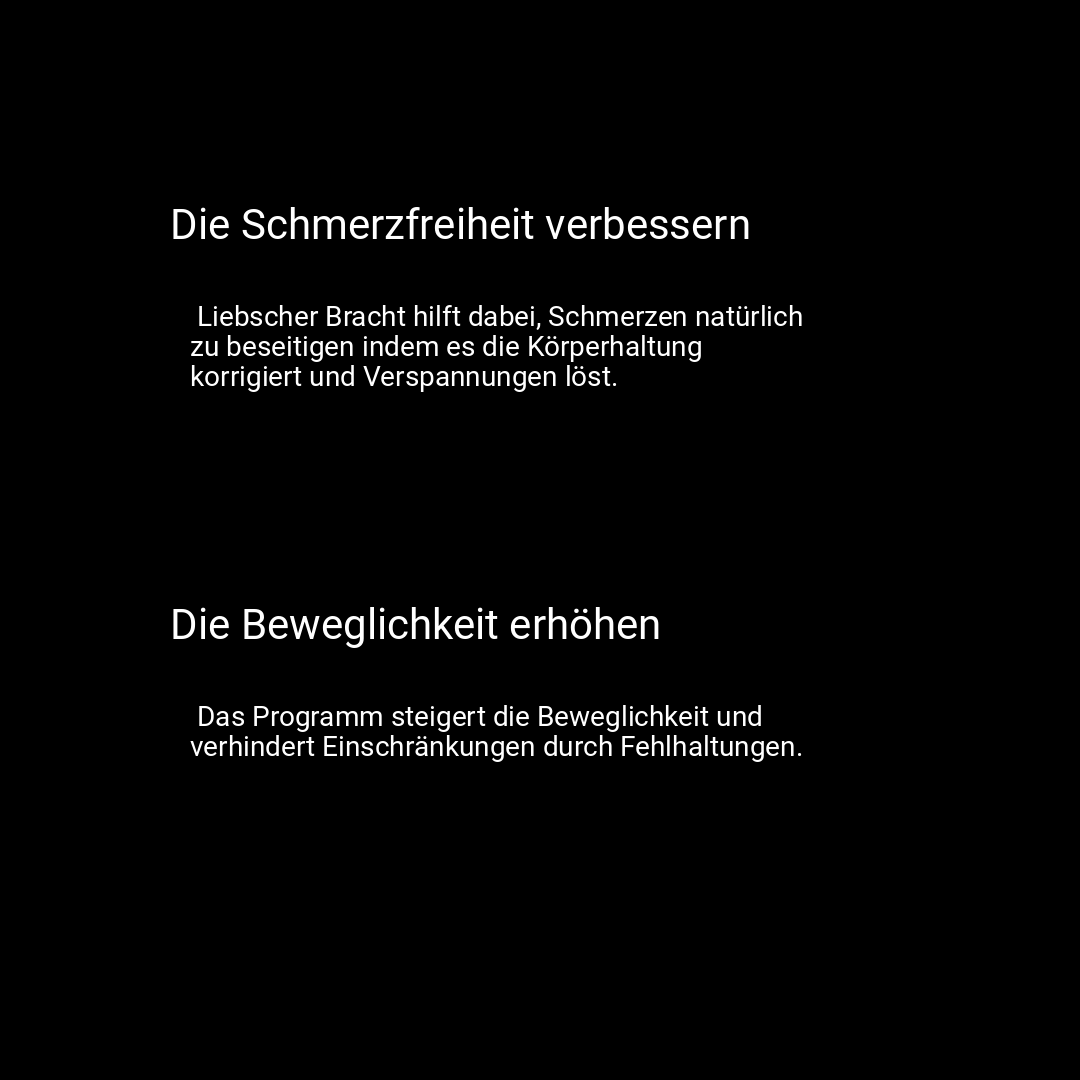 Die Schmerzfreiheit verbessern
Liebscher Bracht hilft dabei, Schmerzen natürlich
zu beseitigen indem es die Körperhaltung
korrigiert und Verspannungen löst.
Die Beweglichkeit erhöhen
Das Programm steigert die Beweglichkeit und
verhindert Einschränkungen durch Fehlhaltungen.